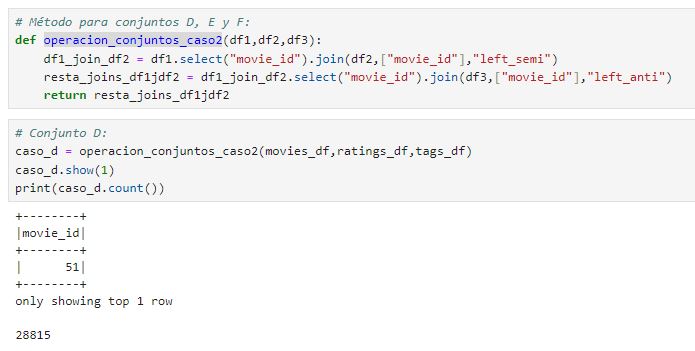 # Método para conjuntos D, E y F:
def operacion_conjuntos_caso2(df1,df2,df3):
    df1_join_df2 = df1.select("movie_id").join(df2,["movie_id"],"left_semi")
    resta_joins_df1jdf2 = df1_join_df2.select("movie_id").join(df3,["movie_id"],"left_anti")
    return resta_joins_df1jdf2
# Conjunto D:
caso_d = operacion_conjuntos_caso2(movies_df,ratings_df,tags_df)
caso_d.show(1)
print(caso_d.count())
+--------+
|movie_id|
+--------+
|      51|
+--------+
only showing top 1 row
28815